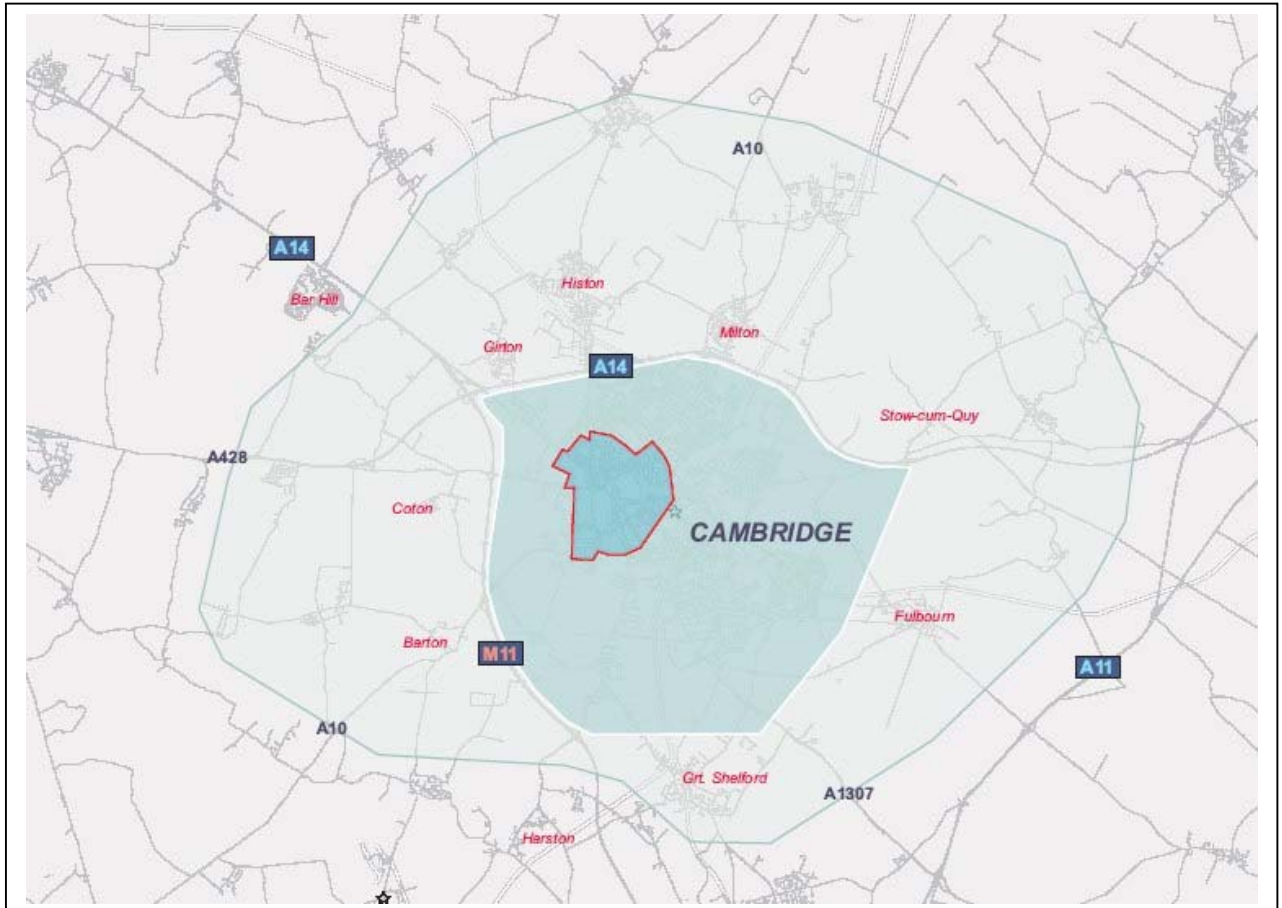 A10
A14
Bar Hill
Histon
Milton
Girton
A14
Stow-cum-Quy
A428
Coton
CAMBRIDGE
Fulbourn
Barton
M11
A11
A10
Grt. Shelford
A1307
Harston